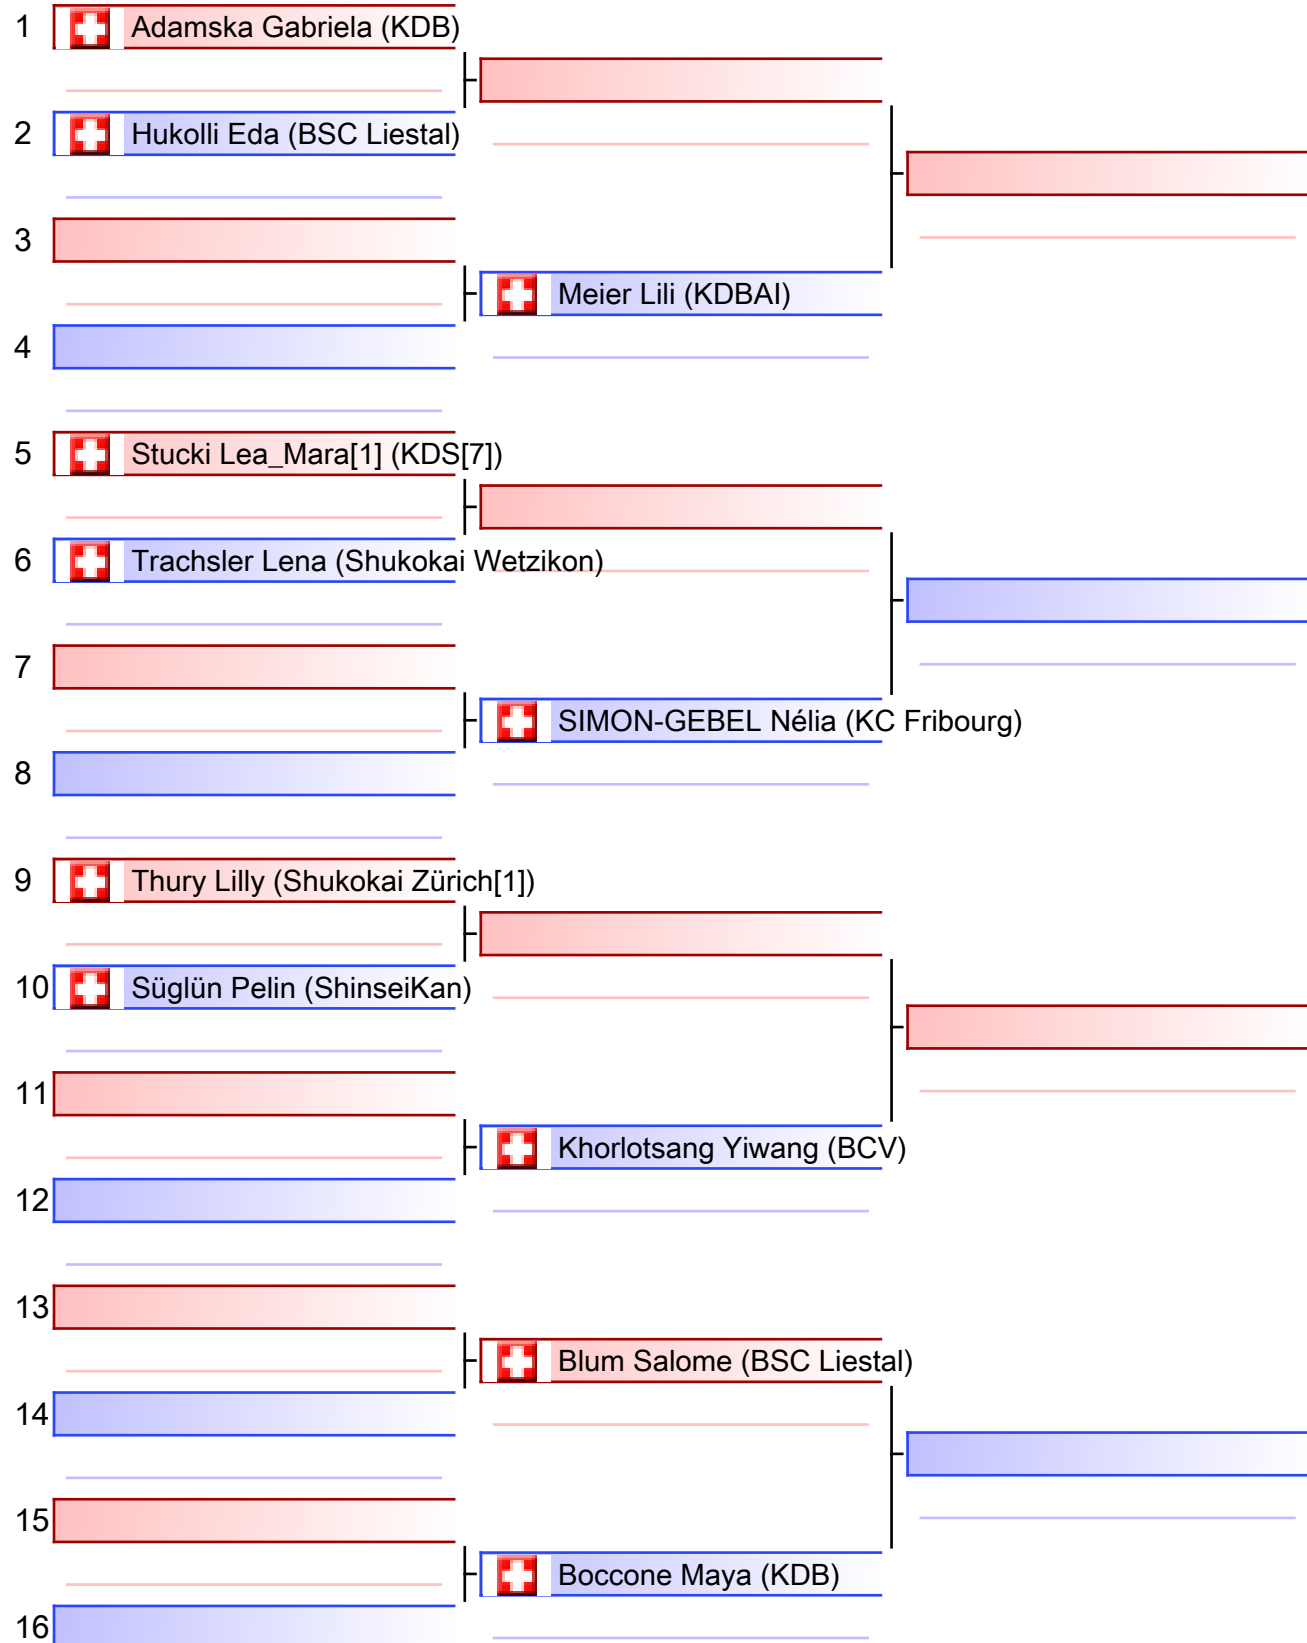 1 Adamska Gabriela (KDB)
2 Hukolli Eda (BSC Liestal)
3
Meier Lili (KDBAI)
4
5 Stucki Lea_Mara[1] (KDS[7])
6 Trachsler Lena (Shukokai Wetzikon)
7
SIMON-GEBEL Nélia (KC Fribourg)
8
9 Thury Lilly (Shukokai Zürich[1])
10 Süglün Pelin (ShinseiKan)
11
Khorlotsang Yiwang (BCV)
12
13
Blum Salome (BSC Liestal)
14
15
Boccone Maya (KDB)
16